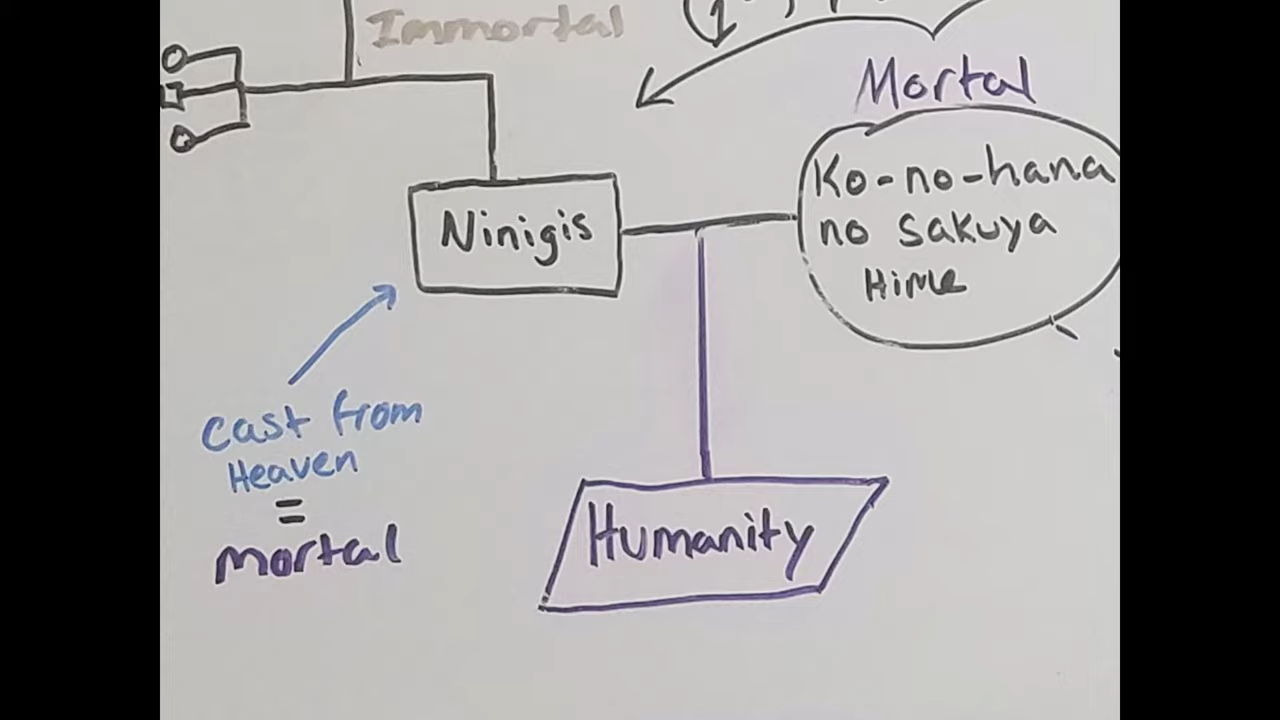 Immortal
Mortal
Ko-no-hana
no Sakuya
Hime
Ninigis
Cast from
Heaven
=
mortal
Humanity